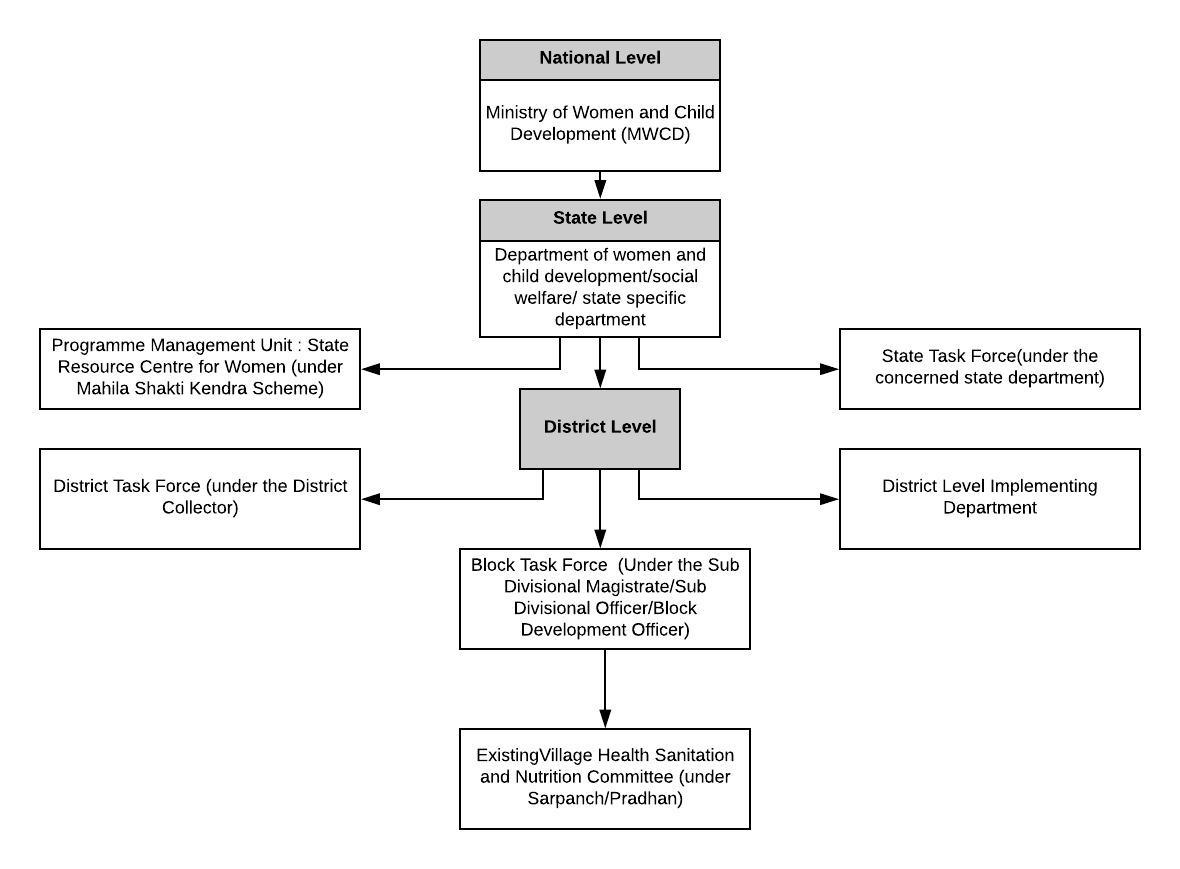 National Level
Ministry of Women and Child
Development (MWCD)
State Level
Department of women and
child development/social
welfare/ state specific
department
Programme Management Unit : State
Resource Centre for Women (under
Mahila Shakti Kendra Scheme)
State Task Force(under the
concerned state department)
District Level
District Task Force (under the District
Collector)
District Level Implementing
Department
Block Task Force  (Under the Sub
Divisional Magistrate/Sub
Divisional Officer/Block
Development Officer)
ExistingVillage Health Sanitation
and Nutrition Committee (under
Sarpanch/Pradhan)